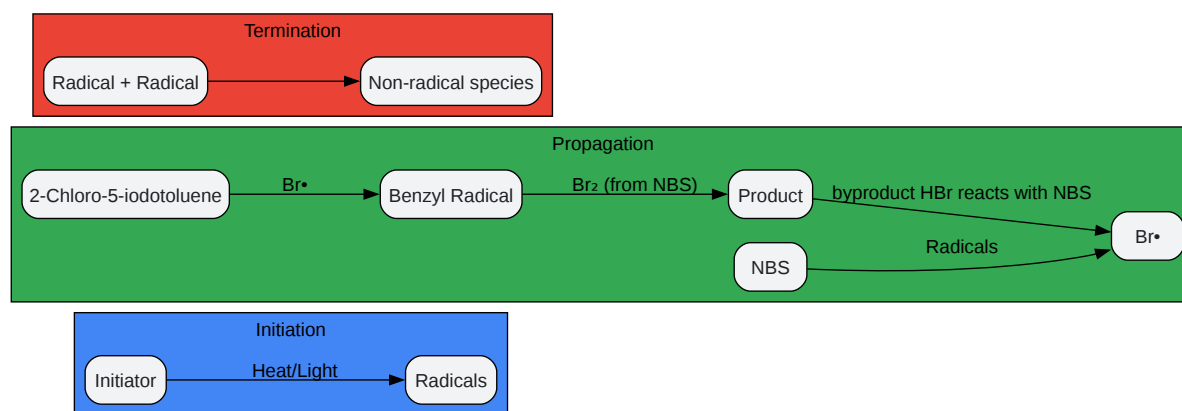 Termination
Radical + Radical
Non-radical species
Propagation
2-Chloro-5-iodotoluene
Br•
Benzyl Radical
Br₂ (from NBS)
Product
byproduct HBr reacts with NBS
Br•
NBS
Radicals
Initiation
Initiator
Heat/Light
Radicals